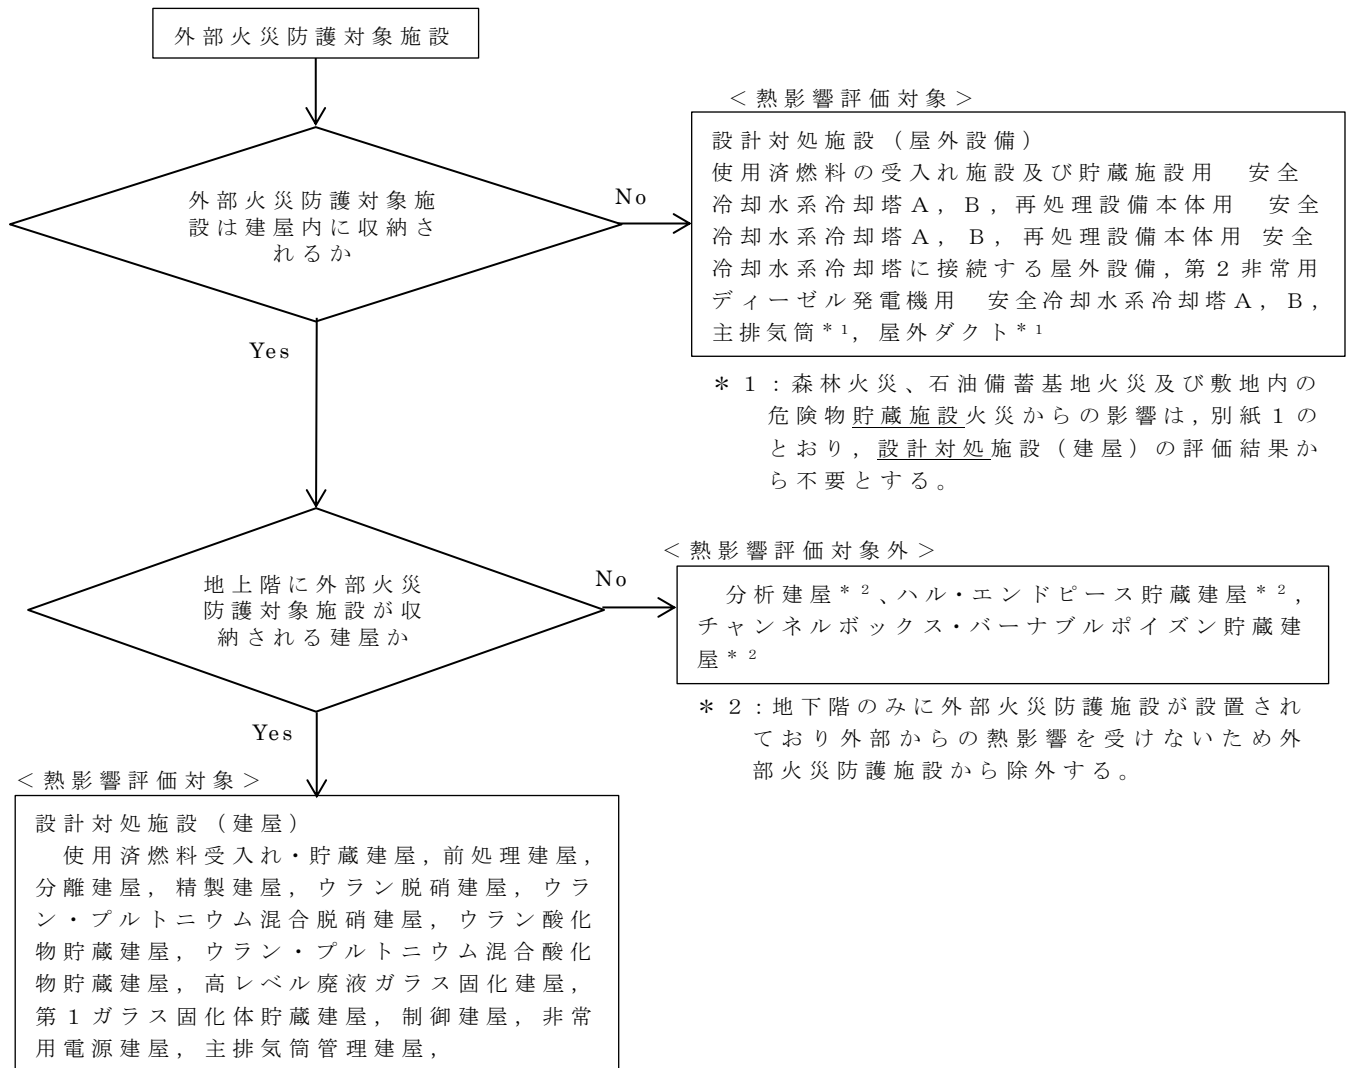 外部火災防護対象施設
外部火災防護対象施
設は建屋内に収納さ
れるか
No
＜熱影響評価対象＞
設計対処施設（屋外設備）
使用済燃料の受入れ施設及び貯蔵施設用　安全
冷却水系冷却塔Ａ，Ｂ，再処理設備本体用　安全
冷却水系冷却塔Ａ，Ｂ，再処理設備本体用 安全
冷却水系冷却塔に接続する屋外設備，第２非常用
ディーゼル発電機用　安全冷却水系冷却塔Ａ，Ｂ，
主排気筒＊１，屋外ダクト＊１
＊１：森林火災、石油備蓄基地火災及び敷地内の
危険物貯蔵施設火災からの影響は，別紙１の
とおり，設計対処施設（建屋）の評価結果か
ら不要とする。
Yes
地上階に外部火災
防護対象施設が収
納される建屋か
No
＜熱影響評価対象外＞
分析建屋＊２、ハル・エンドピース貯蔵建屋＊２，
チャンネルボックス・バーナブルポイズン貯蔵建
屋＊２
＊２：地下階のみに外部火災防護施設が設置され
ており外部からの熱影響を受けないため外
部火災防護施設から除外する。
Yes
＜熱影響評価対象＞
設計対処施設（建屋）
使用済燃料受入れ・貯蔵建屋，前処理建屋，
分離建屋，精製建屋，ウラン脱硝建屋，ウラ
ン・プルトニウム混合脱硝建屋，ウラン酸化
物貯蔵建屋，ウラン・プルトニウム混合酸化
物貯蔵建屋，高レベル廃液ガラス固化建屋，
第１ガラス固化体貯蔵建屋，制御建屋，非常
用電源建屋，主排気筒管理建屋，